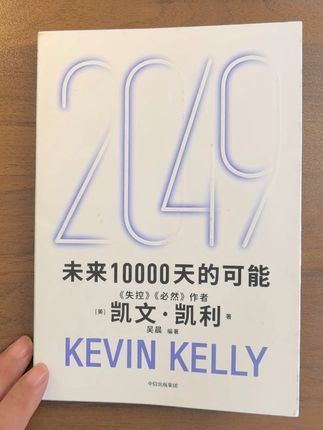 2049
未来10000天的可能
《失控》《必然》作者
[美] 凯文·凯利 著
吴晨 编著
KEVIN KELLY
中信出版集团